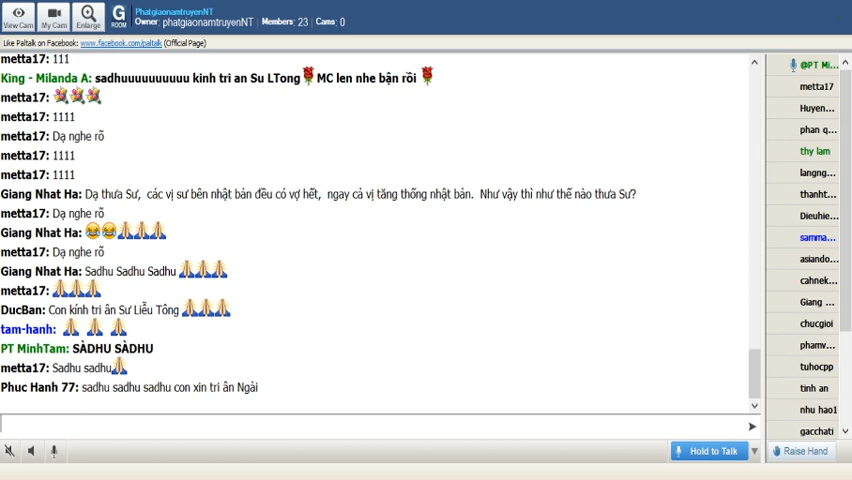 PhatgiaonamtruyenNT
Owner: phatgiaonamtruyenNT Members: 23 Cams: 0
View Cam My Cam Enlarge G ROOM
Like Paltalk on Facebook: www.facebook.com/paltalk (Official Page)
metta17: 111
King - Milanda A: sadhuuuuuuuuuu kinh tri an Su LTong🌹MC len nhe bận rồi 🌹
metta17: 💐💐💐
metta17: 1111
metta17: Dạ nghe rõ
metta17: 1111
metta17: 1111
Giang Nhat Ha: Dạ thưa Sư, các vị sư bên nhật bản đều có vợ hết, ngay cả vị tăng thống nhật bản. Như vậy thì như thế nào thưa Sư?
metta17: Dạ nghe rõ
Giang Nhat Ha: 😂😂🙏🙏🙏
metta17: Dạ nghe rõ
Giang Nhat Ha: Sadhu Sadhu Sadhu 🙏🙏🙏
metta17: 🙏🙏🙏
DucBan: Con kính tri ân Sư Liễu Tông 🙏🙏🙏
tam-hanh: 🙏 🙏 🙏
PT MinhTam: SÀDHU SÀDHU
metta17: Sadhu sadhu🙏
Phuc Hanh 77: sadhu sadhu sadhu con xin tri ân Ngài
@PT Mi...
metta17
Huyen...
phan q...
thy lam
langng...
thanht...
Dieuhie...
samma...
asiando...
cahnek...
Giang ...
chucgioi
phamv...
tuhocpp
tinh an
nhu hao1
gacchati
Hold to Talk
Raise Hand